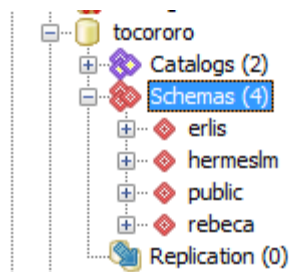 tocororo
Catalogs (2)
Schemas (4)
erlis
hermeslm
public
rebeca
Replication (0)